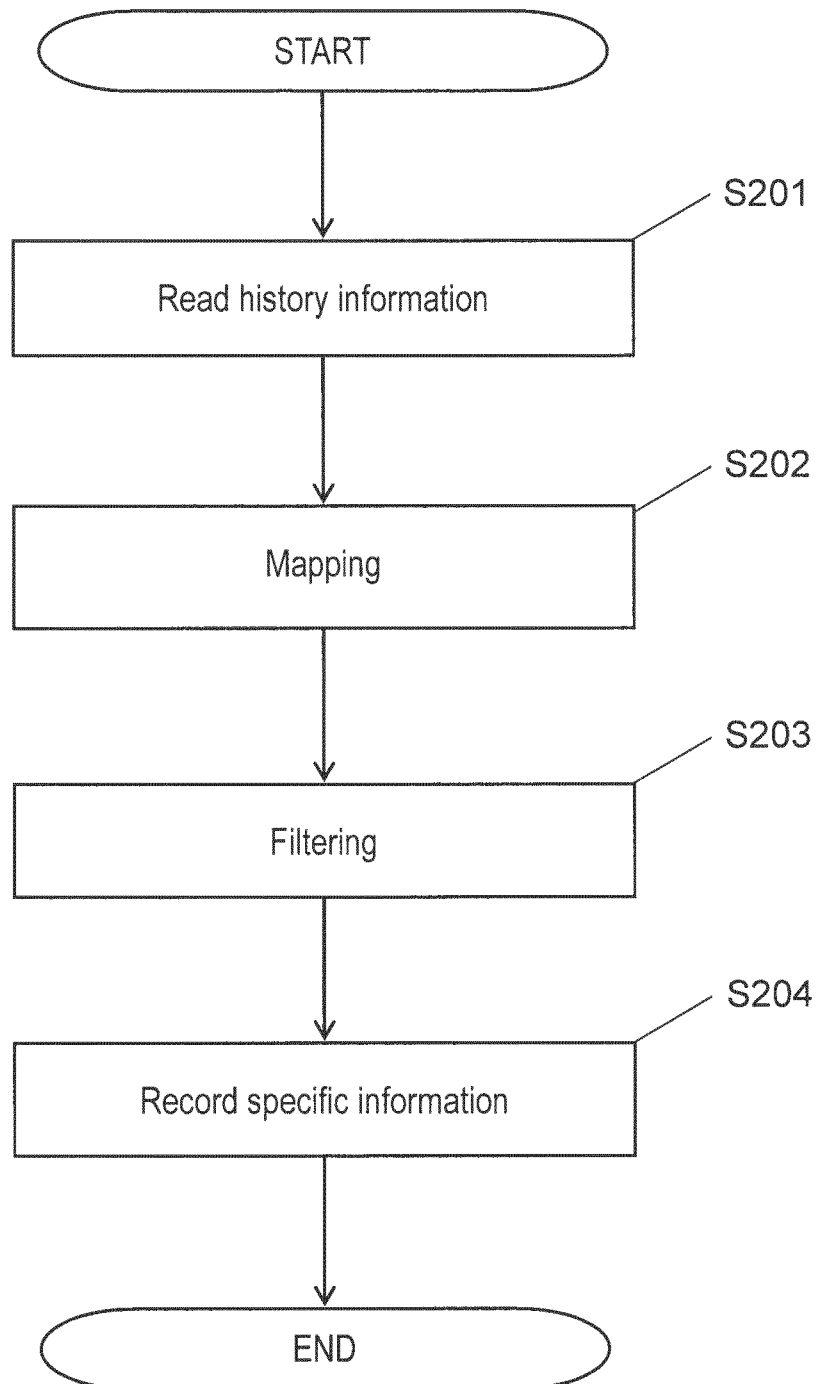 START
S201
Read history information
S202
Mapping
S203
Filtering
S204
Record specific information
END